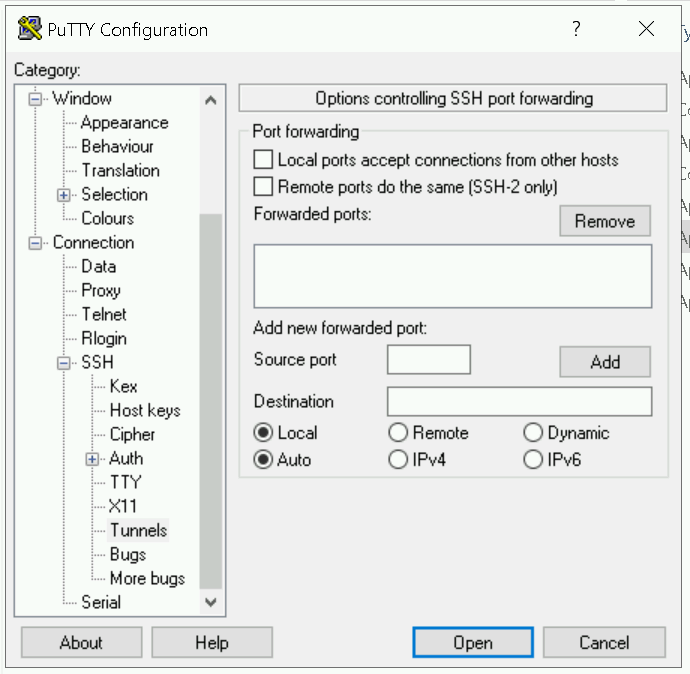 PuTTY Configuration
?
Category:
Window
Appearance
Behaviour
Translation
Selection
Colours
Connection
Data
Proxy
Telnet
Rlogin
SSH
Kex
Host keys
Cipher
Auth
TTY
X11
Tunnels
Bugs
More bugs
Serial
Options controlling SSH port forwarding
Port forwarding
Local ports accept connections from other hosts
Remote ports do the same (SSH-2 only)
Forwarded ports:
Remove
Add new forwarded port:
Source port
Add
Destination
Local
Remote
Dynamic
Auto
IPv4
IPv6
About
Help
Open
Cancel